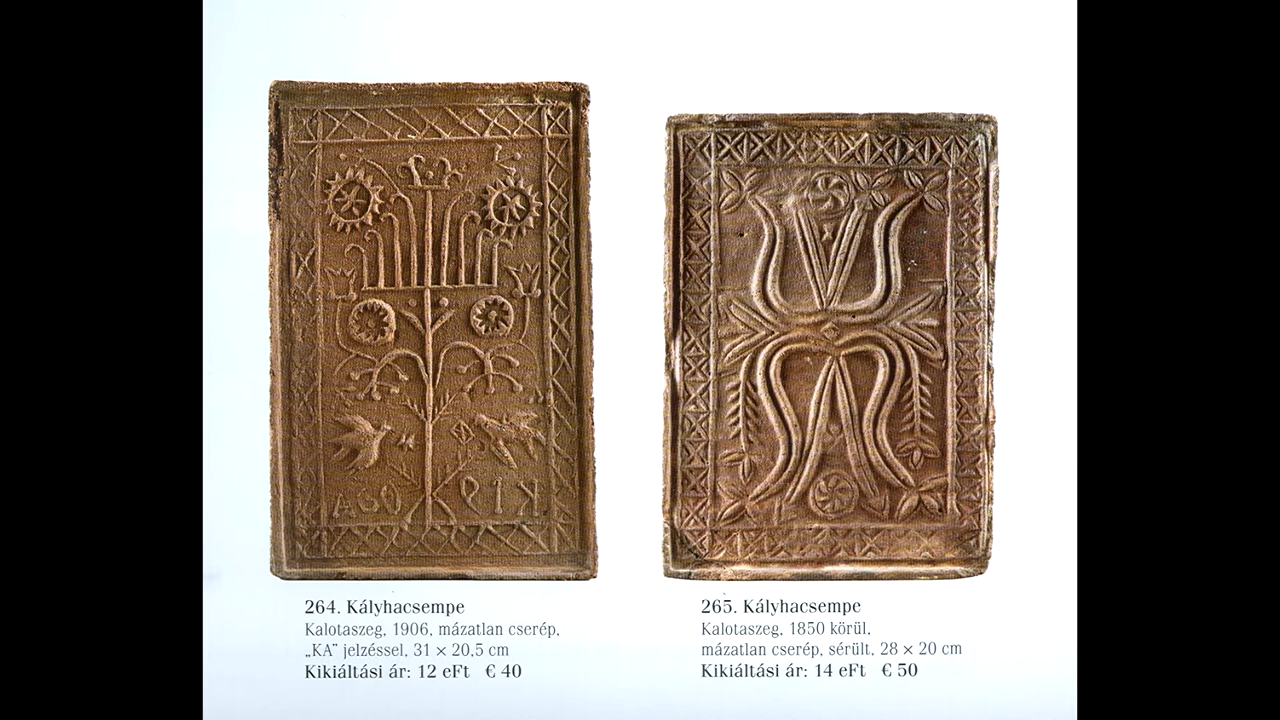 264. Kályhacsempe
Kalotaszeg, 1906, mázatlan cserép,
„KA” jelzéssel, 31 × 20,5 cm
Kikiáltási ár: 12 eFt € 40
265. Kályhacsempe
Kalotaszeg, 1850 körül,
mázatlan cserép, sérült, 28 × 20 cm
Kikiáltási ár: 14 eFt € 50